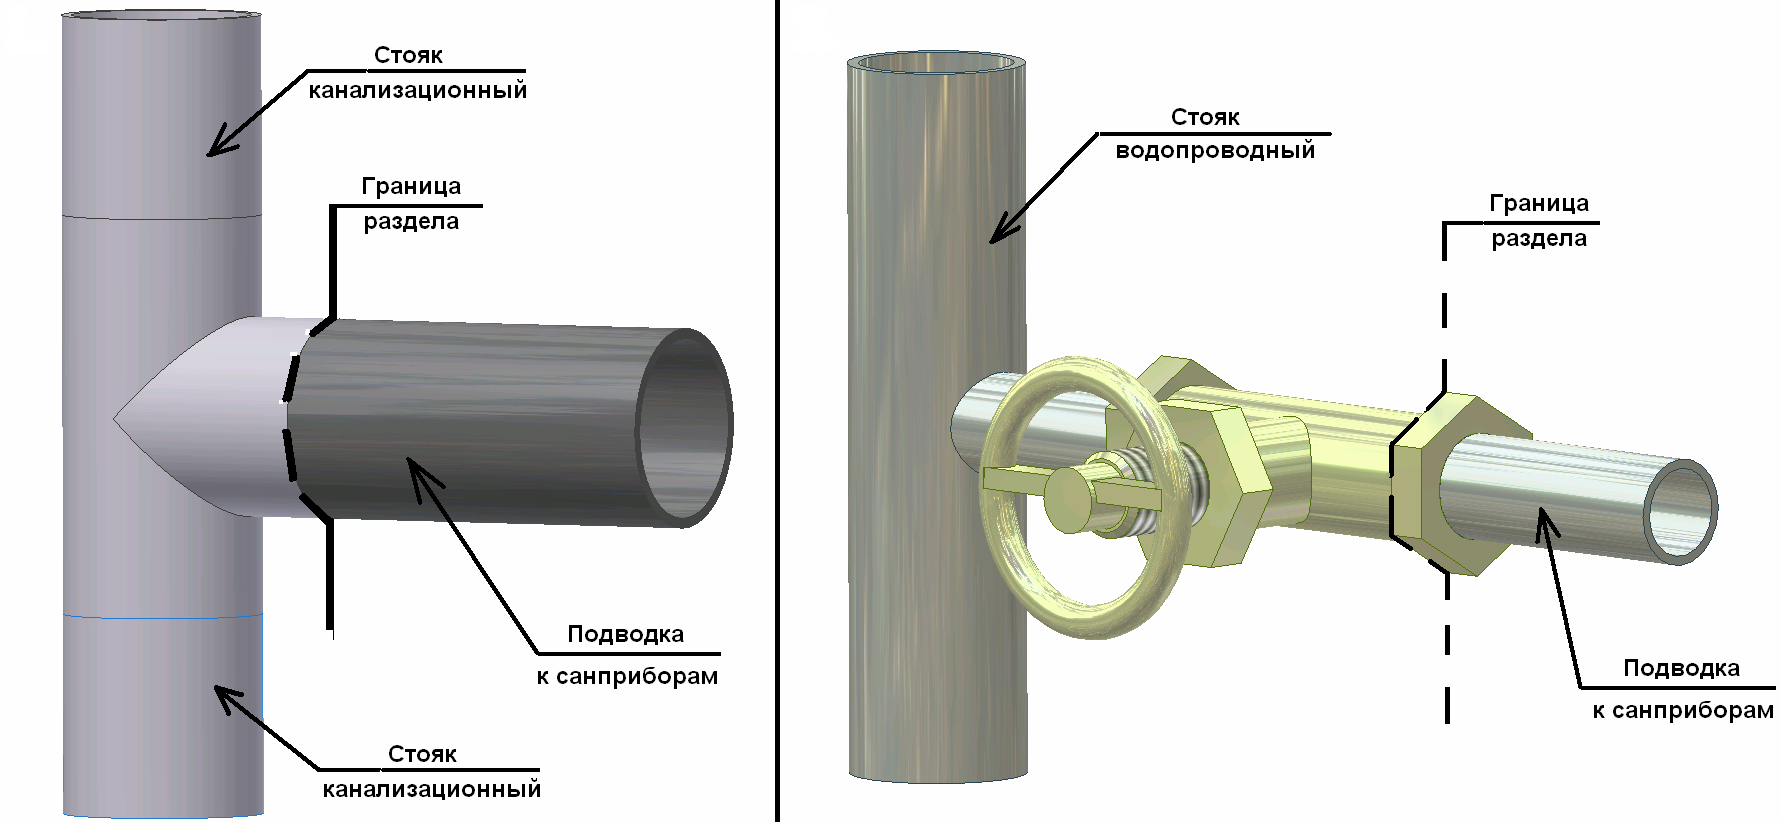 Стояк
канализационный
Граница
раздела
Подводка
к санприборам
Стояк
канализационный
Стояк
водопроводный
Граница
раздела
Подводка
к санприборам